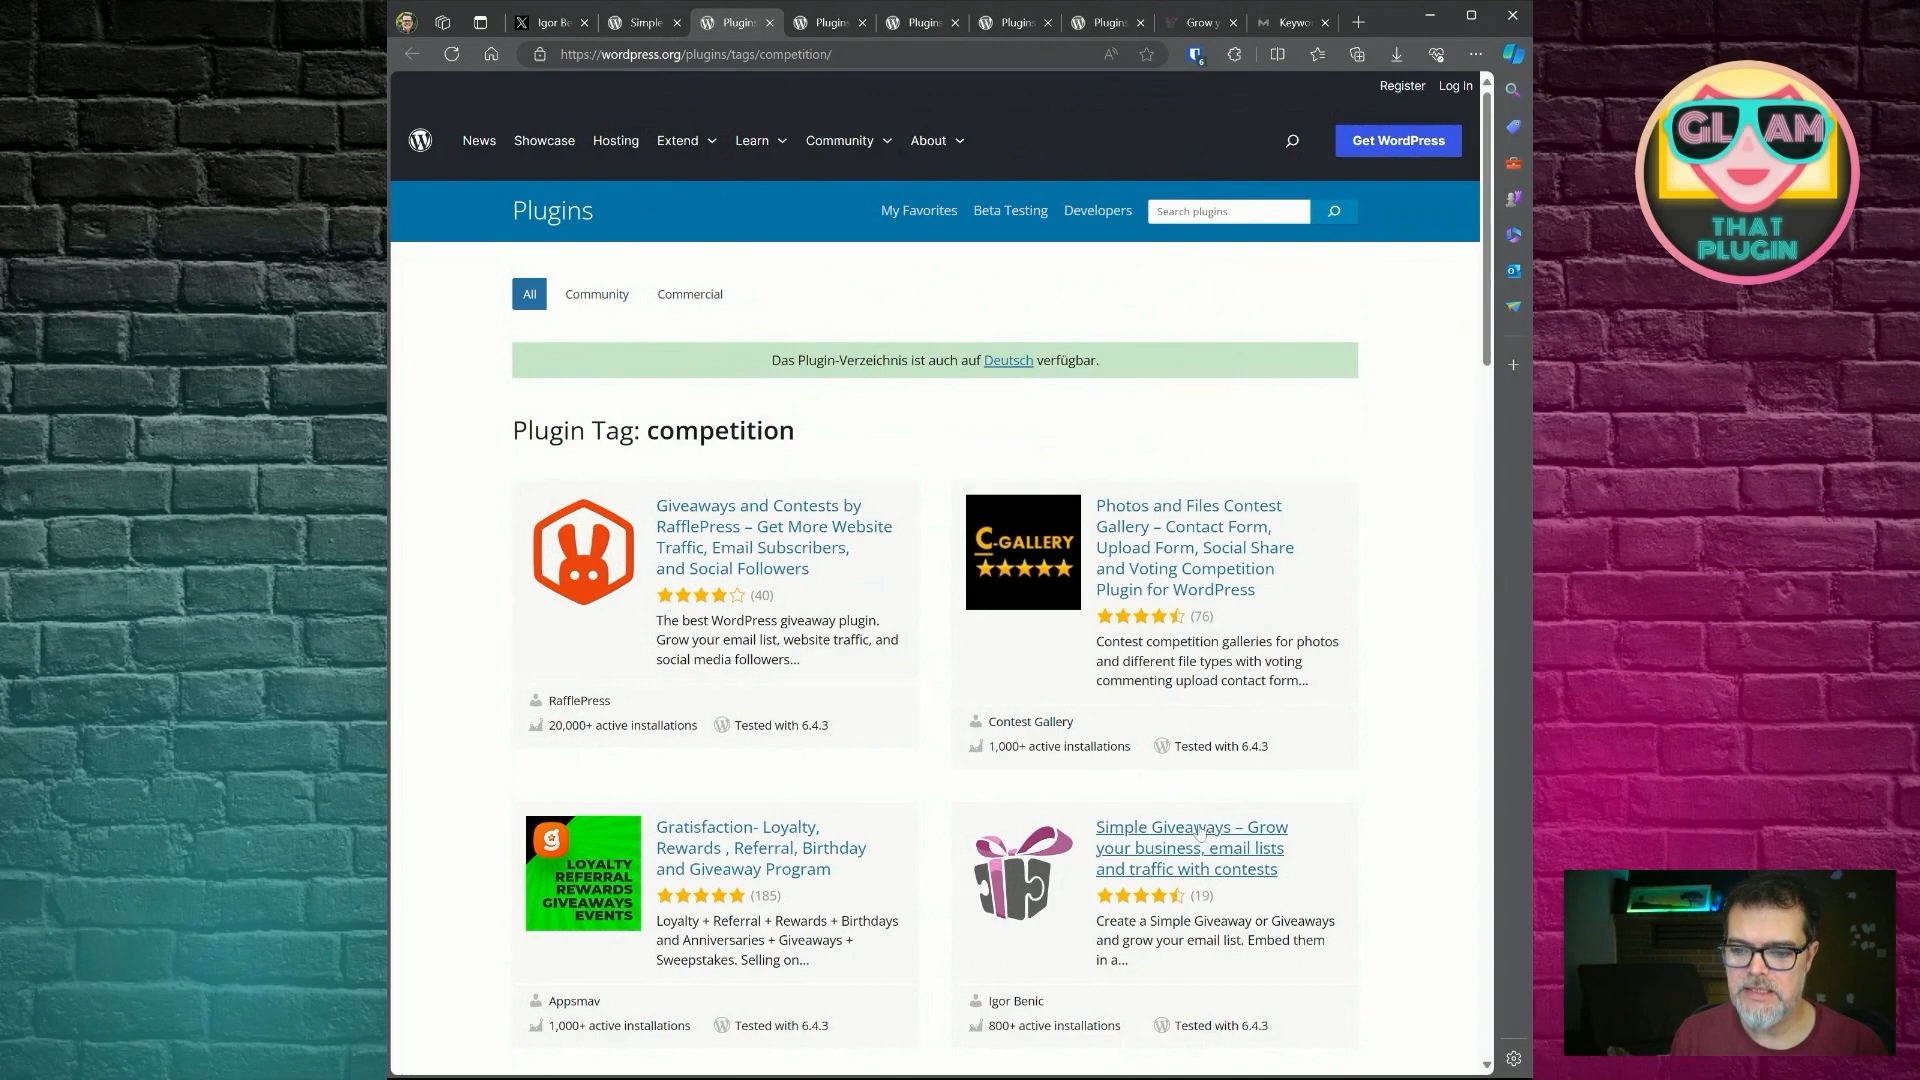 Igor Be
Simple
Plugins
Plugins
Plugins
Plugins
Plugins
Grow y
Keywo
https://wordpress.org/plugins/tags/competition/
6
Register Log In
News Showcase Hosting Extend Learn Community About
Get WordPress
Plugins
My Favorites Beta Testing Developers
Search plugins
All Community Commercial
Das Plugin-Verzeichnis ist auch auf Deutsch verfügbar.
Plugin Tag: competition
Giveaways and Contests by
RafflePress – Get More Website
Traffic, Email Subscribers,
and Social Followers
(40)
The best WordPress giveaway plugin.
Grow your email list, website traffic, and
social media followers...
RafflePress
20,000+ active installations Tested with 6.4.3
C-GALLERY
Photos and Files Contest
Gallery – Contact Form,
Upload Form, Social Share
and Voting Competition
Plugin for WordPress
(76)
Contest competition galleries for photos
and different file types with voting
commenting upload contact form...
Contest Gallery
1,000+ active installations Tested with 6.4.3
g
LOYALTY
REFERRAL
REWARDS
GIVEAWAYS
EVENTS
Gratisfaction- Loyalty,
Rewards , Referral, Birthday
and Giveaway Program
(185)
Loyalty + Referral + Rewards + Birthdays
and Anniversaries + Giveaways +
Sweepstakes. Selling on...
Appsmav
1,000+ active installations Tested with 6.4.3
Simple Giveaways – Grow
your business, email lists
and traffic with contests
(19)
Create a Simple Giveaway or Giveaways
and grow your email list. Embed them
in a...
Igor Benic
800+ active installations Tested with 6.4.3
GLAM
THAT
PLUGIN